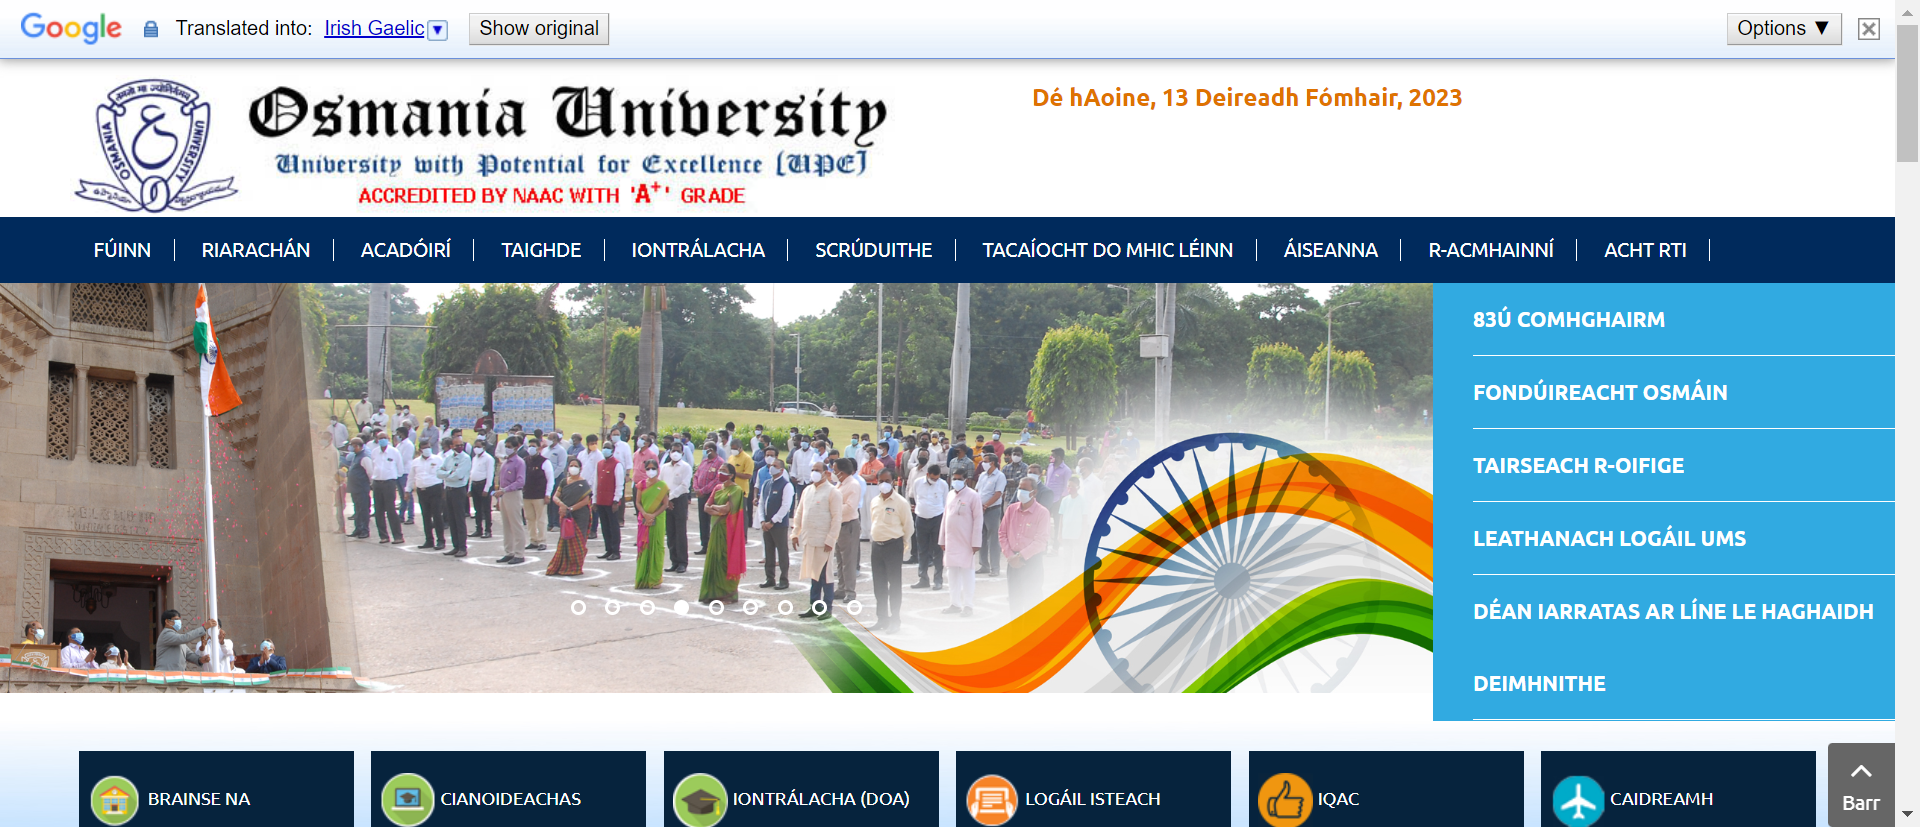 Google Translated into: Irish Gaelic ▼ Show original Options ▼
Osmania University
University with Potential for Excellence [UPE]
ACCREDITED BY NAAC WITH 'A+' GRADE
OSMANIA UNIVERSITY
Dé hAoine, 13 Deireadh Fómhair, 2023
FÚINN RIARACHÁN ACADÓIRÍ TAIGHDE IONTRÁLACHA SCRÚDUITHE TACAÍOCHT DO MHIC LÉINN ÁISEANNA R-ACMHAINNÍ ACHT RTI
83Ú COMHGHAIRM
FONDÚIREACHT OSMÁIN
TAIRSEACH R-OIFIGE
LEATHANACH LOGÁIL UMS
DÉAN IARRATAS AR LÍNE LE HAGHAIDH
DEIMHNITHE
BRAINSE NA CIANOIDEACHAS IONTRÁLACHA (DOA) LOGÁIL ISTEACH IQAC CAIDREAMH
Barr